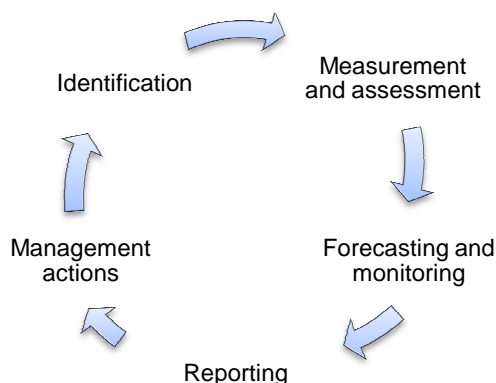 Identification
Measurement
and assessment
Forecasting and
monitoring
Reporting
Management
actions